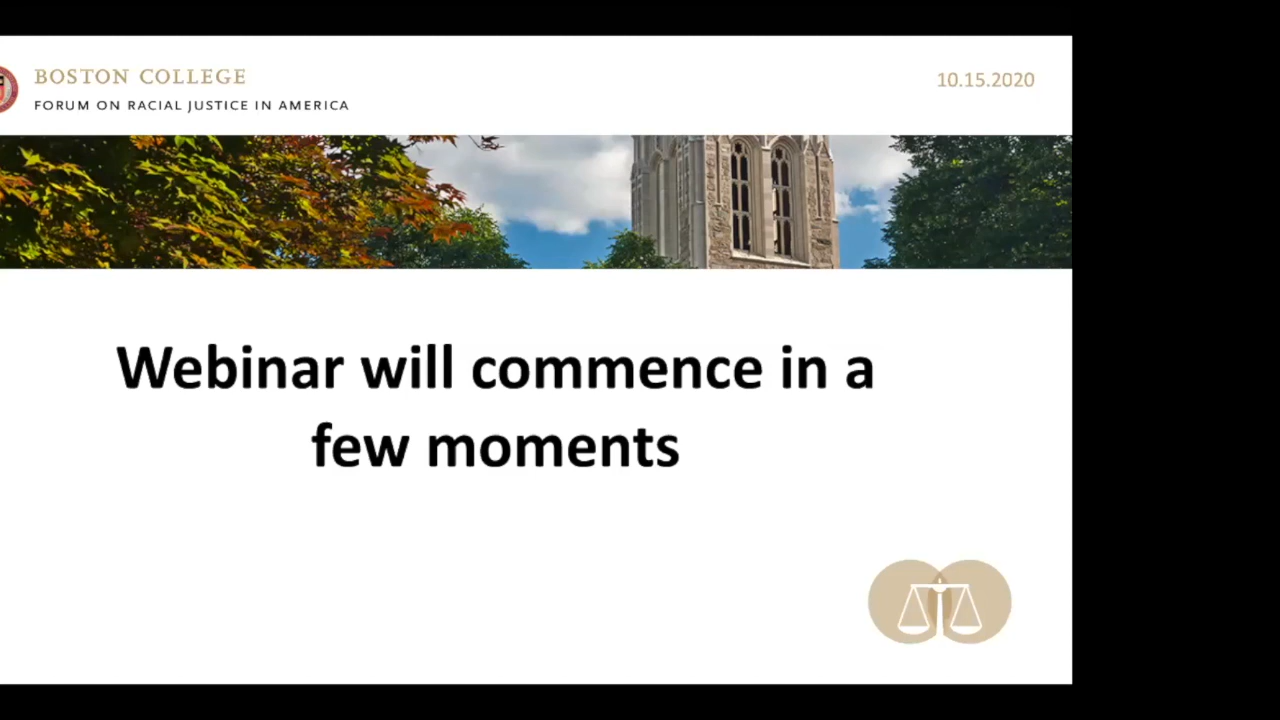 BOSTON COLLEGE
FORUM ON RACIAL JUSTICE IN AMERICA
10.15.2020
Webinar will commence in a
few moments